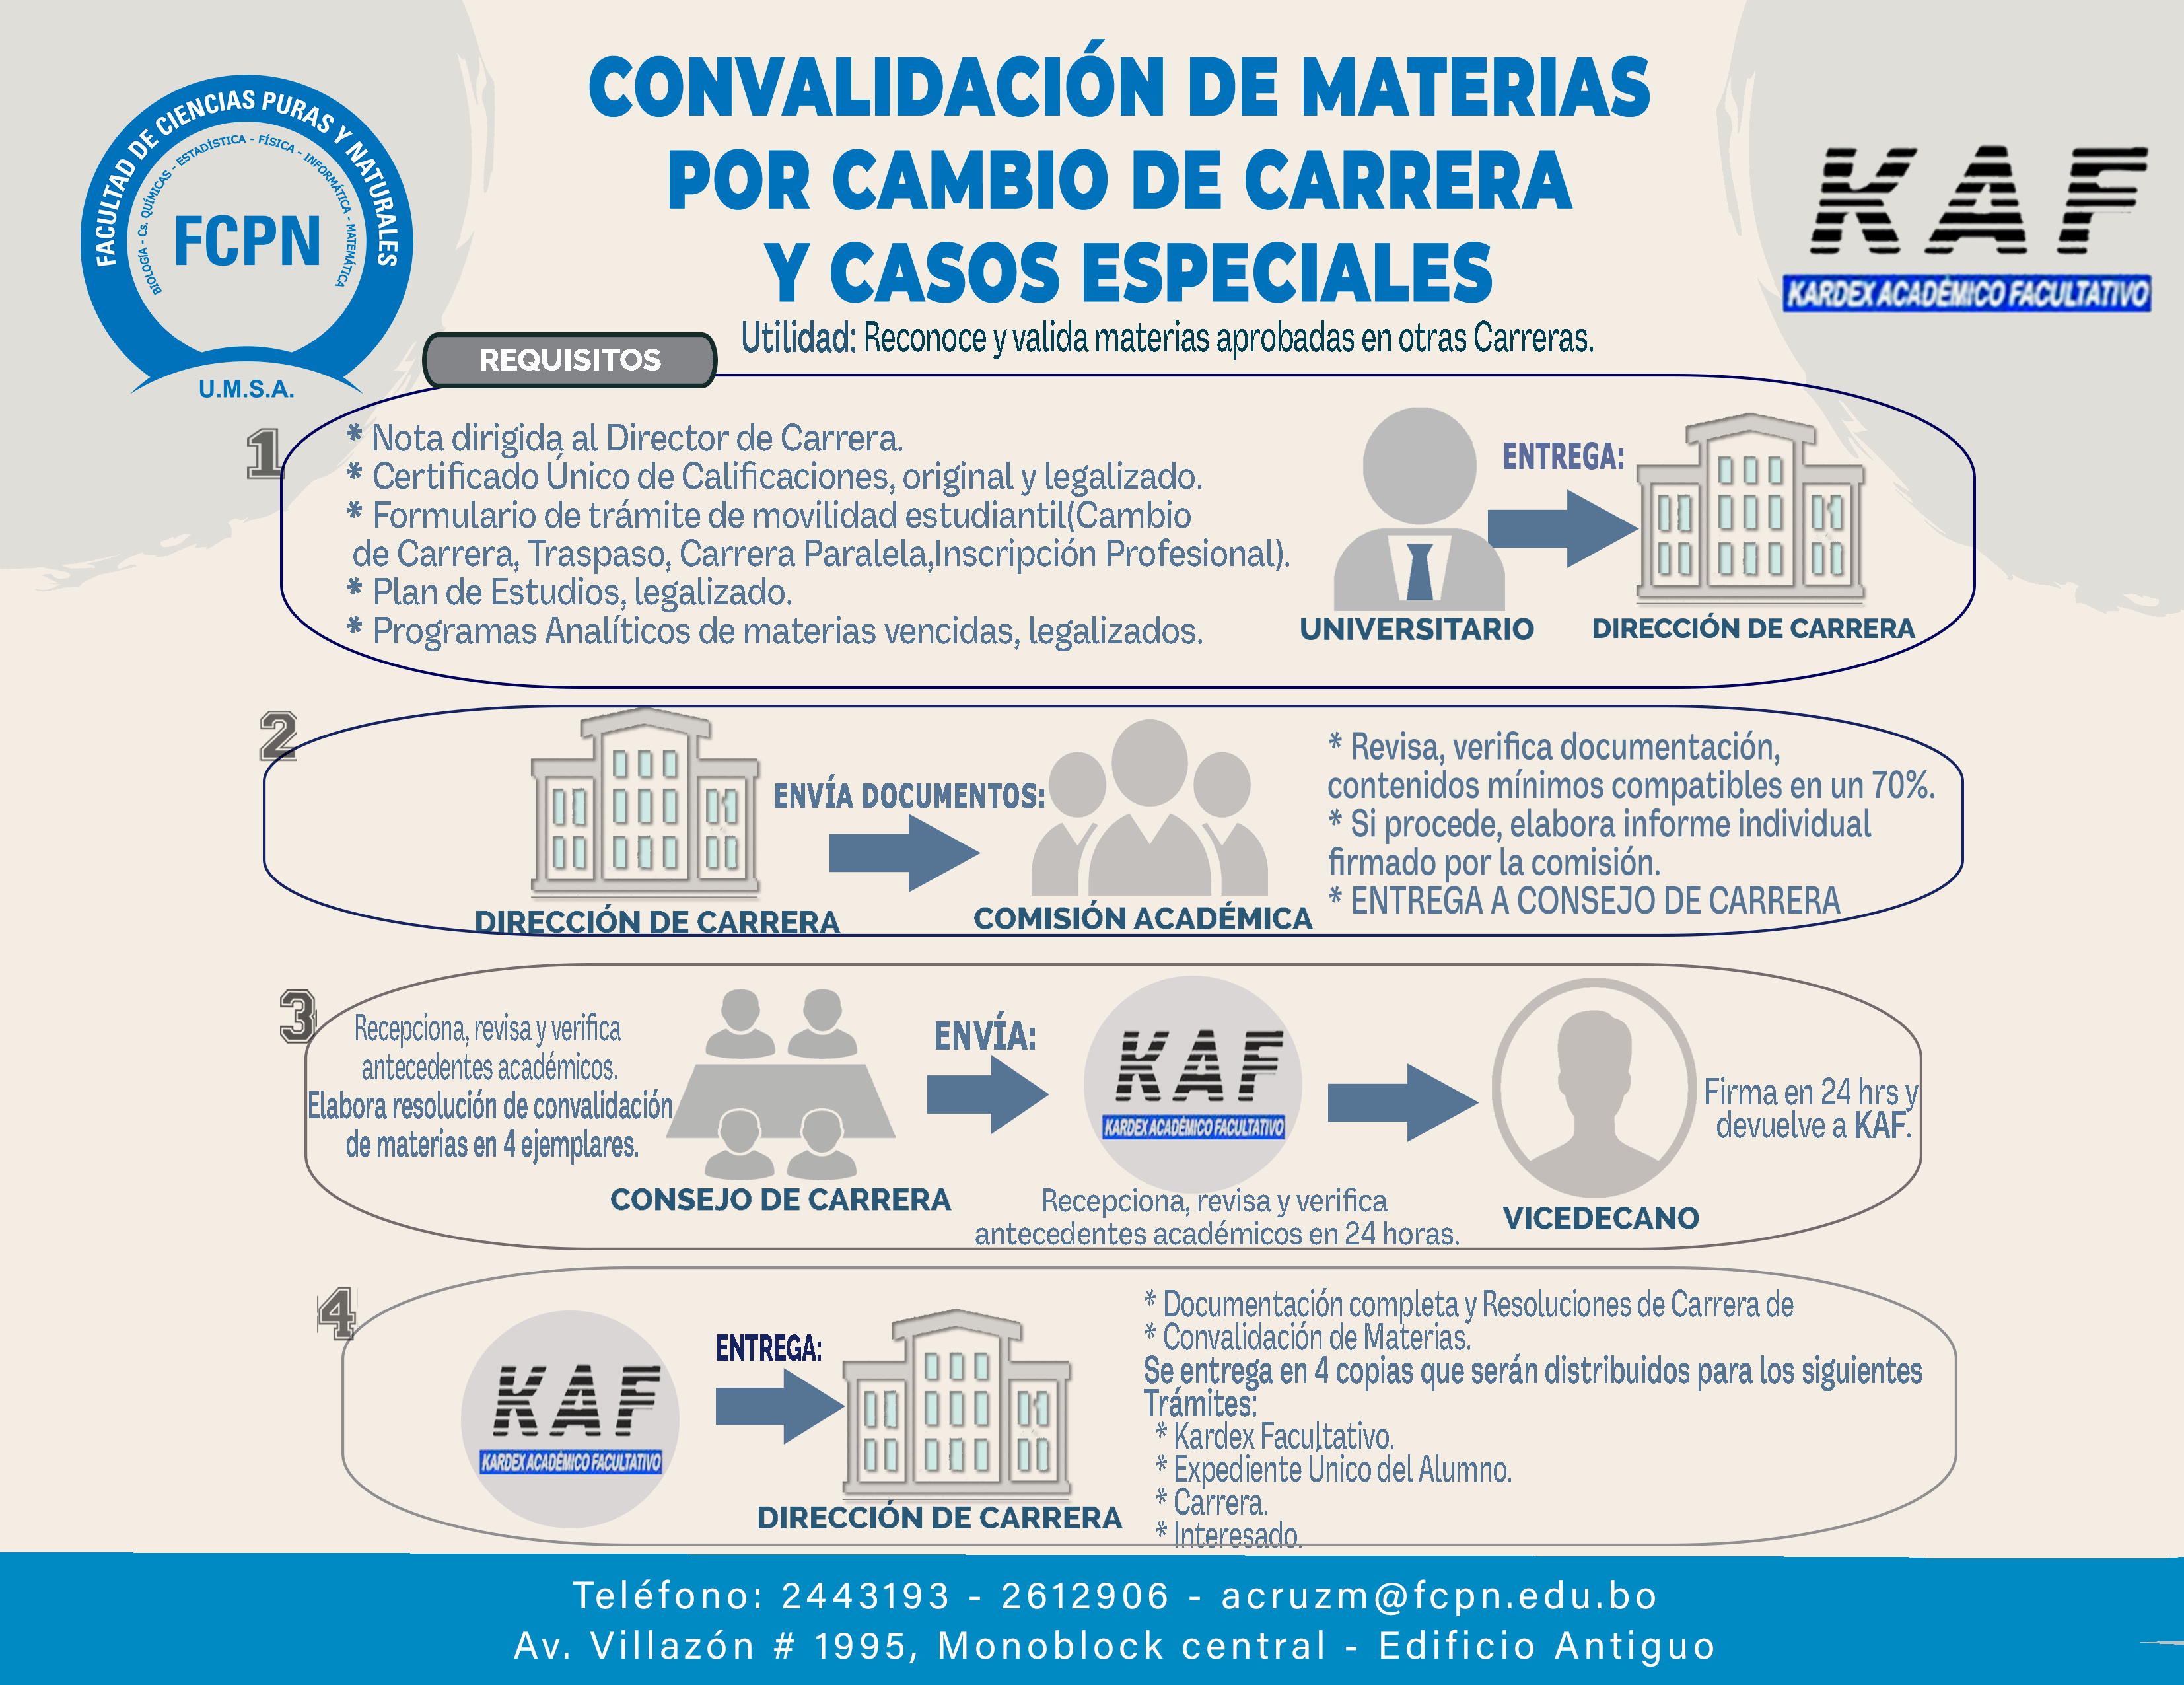 FACULTAD DE CIENCIAS PURAS Y NATURALES
BIOLOGÍA - Cs. QUÍMICAS - ESTADÍSTICA - FÍSICA - INFORMÁTICA - MATEMÁTICA
FCPN
U.M.S.A.
CONVALIDACIÓN DE MATERIAS
POR CAMBIO DE CARRERA
Y CASOS ESPECIALES
KAF
KARDEX ACADÉMICO FACULTATIVO
Utilidad: Reconoce y valida materias aprobadas en otras Carreras.
REQUISITOS
1
* Nota dirigida al Director de Carrera.
* Certificado Único de Calificaciones, original y legalizado.
* Formulario de trámite de movilidad estudiantil(Cambio
de Carrera, Traspaso, Carrera Paralela,Inscripción Profesional).
* Plan de Estudios, legalizado.
* Programas Analíticos de materias vencidas, legalizados.
UNIVERSITARIO
ENTREGA:
DIRECCIÓN DE CARRERA
2
DIRECCIÓN DE CARRERA
ENVÍA DOCUMENTOS:
COMISIÓN ACADÉMICA
* Revisa, verifica documentación,
contenidos mínimos compatibles en un 70%.
* Si procede, elabora informe individual
firmado por la comisión.
* ENTREGA A CONSEJO DE CARRERA
3
Recepciona, revisa y verifica
antecedentes académicos.
Elabora resolución de convalidación
de materias en 4 ejemplares.
CONSEJO DE CARRERA
ENVÍA:
KAF
KARDEX ACADÉMICO FACULTATIVO
Recepciona, revisa y verifica
antecedentes académicos en 24 horas.
VICEDECANO
Firma en 24 hrs y
devuelve a KAF.
4
KAF
KARDEX ACADÉMICO FACULTATIVO
ENTREGA:
DIRECCIÓN DE CARRERA
* Documentación completa y Resoluciones de Carrera de
* Convalidación de Materias.
Se entrega en 4 copias que serán distribuidos para los siguientes
Trámites:
* Kardex Facultativo.
* Expediente Único del Alumno.
* Carrera.
* Interesado.
Teléfono: 2443193 - 2612906 - acruzm@fcpn.edu.bo
Av. Villazón # 1995, Monoblock central - Edificio Antiguo